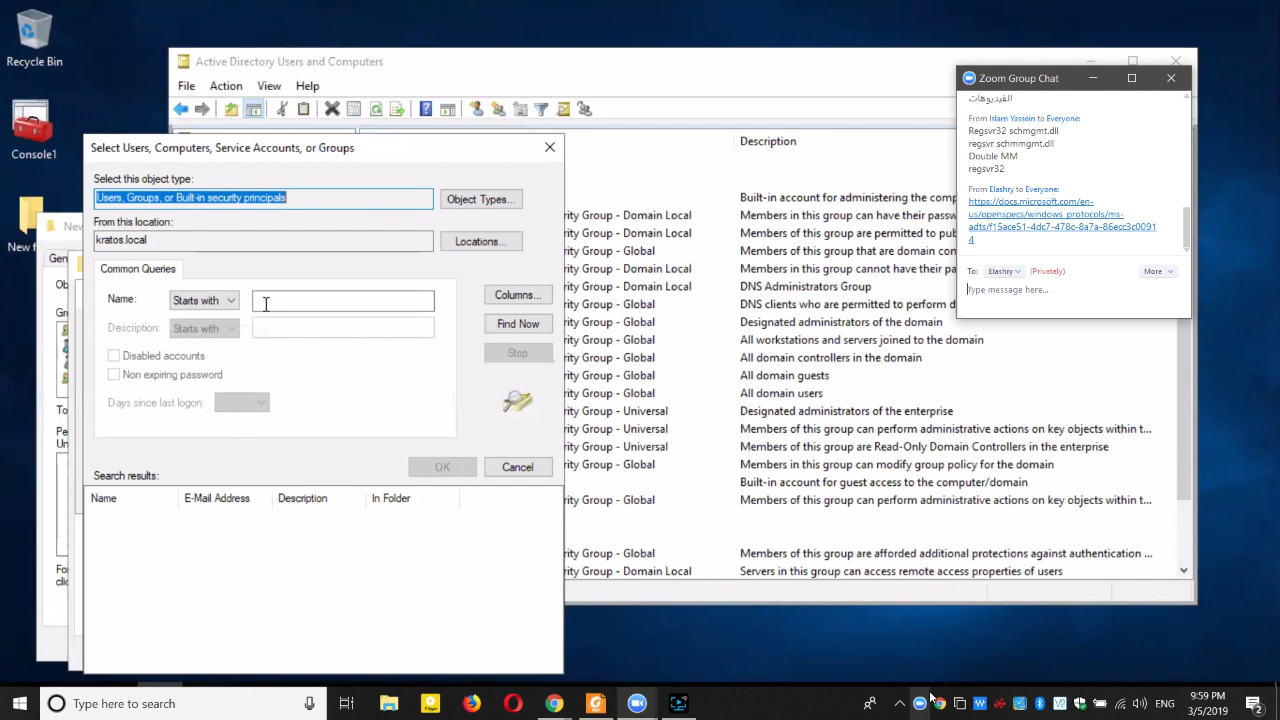 Recycle Bin
Console1
New f
Active Directory Users and Computers
File Action View Help
Description
Built-in account for administering the comp
rity Group - Domain Local Members in this group can have their passw
rity Group - Domain Local Members of this group are permitted to publ
rity Group - Domain Local Members of this group that are domain con
rity Group - Domain Local Members in this group cannot have their pa
rity Group - Domain Local DNS Administrators Group
rity Group - Global DNS clients who are permitted to perform d
rity Group - Global Designated administrators of the domain
rity Group - Global All workstations and servers joined to the domain
rity Group - Global All domain controllers in the domain
rity Group - Global All domain guests
rity Group - Global All domain users
rity Group - Universal Designated administrators of the enterprise
rity Group - Universal Members of this group can perform administrative actions on key objects within t...
rity Group - Universal Members of this group are Read-Only Domain Controllers in the enterprise
rity Group - Global Members in this group can modify group policy for the domain
Built-in account for guest access to the computer/domain
rity Group - Global Members of this group can perform administrative actions on key objects within t...
rity Group - Global Members of this group are afforded additional protections against authentication ...
rity Group - Domain Local Servers in this group can access remote access properties of users
Select Users, Computers, Service Accounts, or Groups
Select this object type:
Users, Groups, or Built-in security principals
Object Types...
From this location:
kratos.local
Locations...
Common Queries
Name: Starts with
Description: Starts with
Disabled accounts
Non expiring password
Days since last logon:
Columns...
Find Now
Stop
OK Cancel
Search results:
Name E-Mail Address Description In Folder
Zoom Group Chat
الفيديوهات
From Islam Yassein to Everyone:
Regsvr32 schmgmt.dll
regsvr schmmgmt.dll
Double MM
regsvr32
From Elashry to Everyone:
https://docs.microsoft.com/en-
us/openspecs/windows_protocols/ms-
adts/f15ace51-4dc7-478c-8a7a-86ecc3c0091
4
To: Elashry (Privately) More
Type message here...
New
Gen
Ob
Gr
To
Pe
Un
For
clic
Type here to search
Player
ENG
9:59 PM
3/5/2019
2